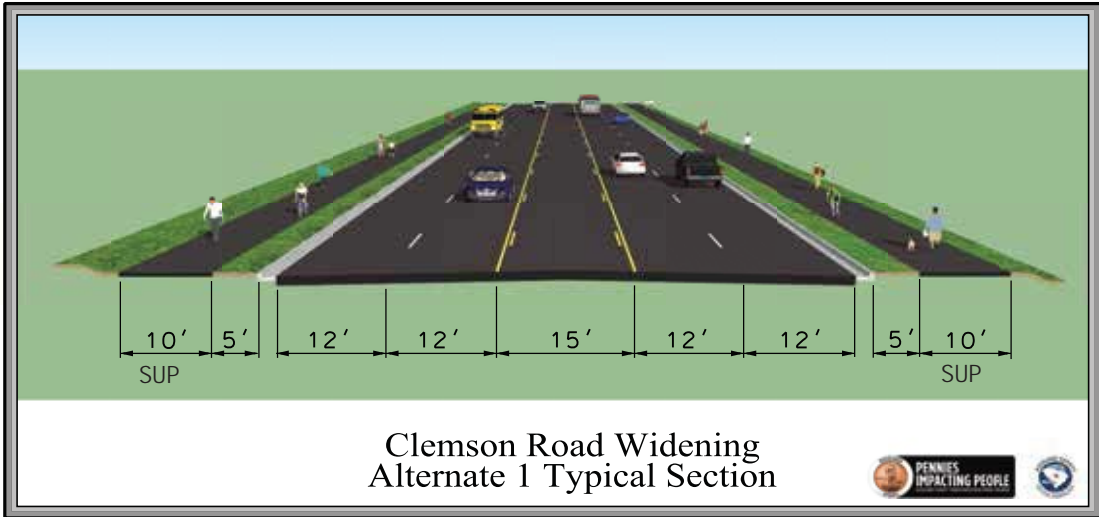 10' 5' 12' 12' 15' 12' 12' 5' 10'
SUP SUP
Clemson Road Widening
Alternate 1 Typical Section
PENNIES
IMPACTING PEOPLE